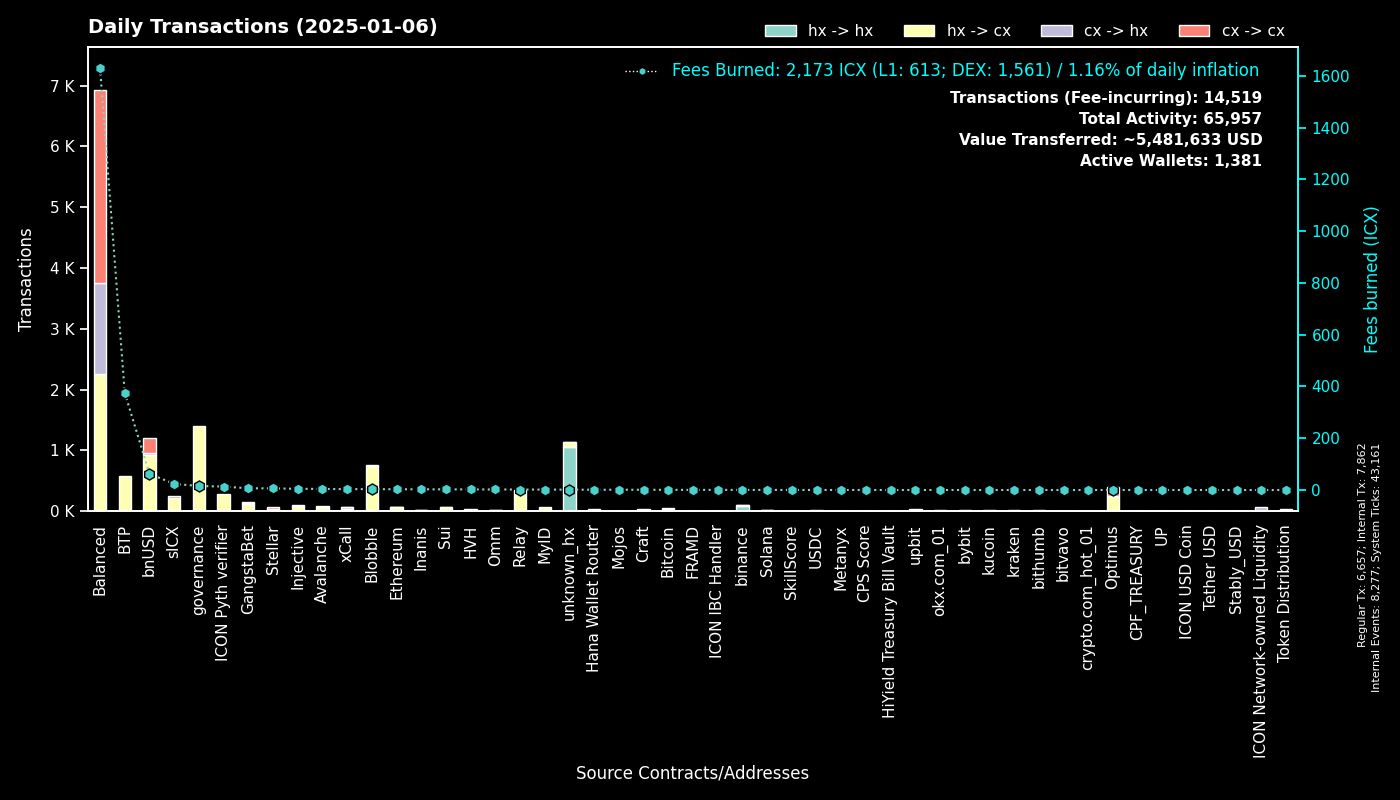 Daily Transactions (2025-01-06)
hx -> hx
hx -> cx
cx -> hx
cx -> cx
Fees Burned: 2,173 ICX (L1: 613; DEX: 1,561) / 1.16% of daily inflation
Transactions (Fee-incurring): 14,519
Total Activity: 65,957
Value Transferred: ~5,481,633 USD
Active Wallets: 1,381
Transactions
7 K
6 K
5 K
4 K
3 K
2 K
1 K
0 K
1600
1400
1200
1000
800
600
400
200
0
Fees burned (ICX)
Balanced
BTP
bnUSD
sICX
governance
ICON Pyth verifier
GangstaBet
Stellar
Injective
Avalanche
xCall
Blobble
Ethereum
Inanis
Sui
HVH
Omm
Relay
MyID
unknown_hx
Hana Wallet Router
Mojos
Craft
Bitcoin
FRAMD
ICON IBC Handler
binance
Solana
SkillScore
USDC
Metanyx
CPS Score
HiYield Treasury Bill Vault
upbit
okx.com_01
bybit
kucoin
kraken
bithumb
bitvavo
crypto.com_hot_01
Optimus
CPF_TREASURY
UP
ICON USD Coin
Tether USD
Stably_USD
ICON Network-owned Liquidity
Token Distribution
Source Contracts/Addresses
Regular Tx: 6,657; Internal Tx: 7,862
Internal Events: 8,277; System Ticks: 43,161